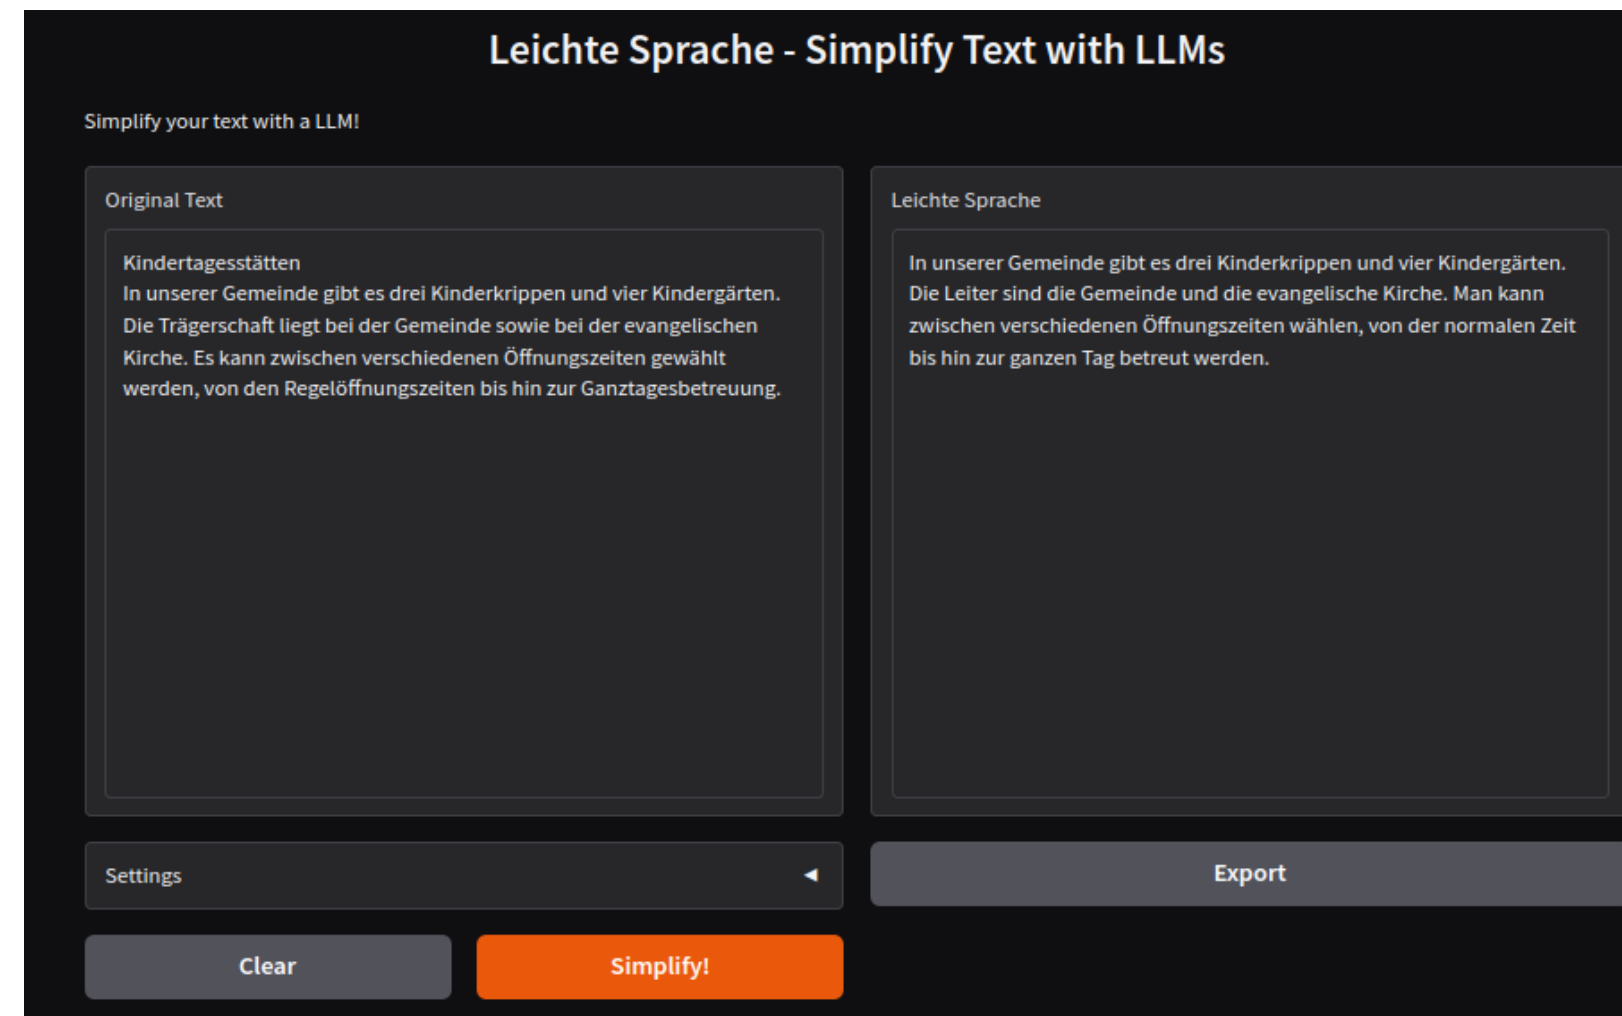 Leichte Sprache - Simplify Text with LLMs
Simplify your text with a LLM!
Original Text
Kindertagesstätten
In unserer Gemeinde gibt es drei Kinderkrippen und vier Kindergärten.
Die Trägerschaft liegt bei der Gemeinde sowie bei der evangelischen
Kirche. Es kann zwischen verschiedenen Öffnungszeiten gewählt
werden, von den Regelöffnungszeiten bis hin zur Ganztagesbetreuung.
Leichte Sprache
In unserer Gemeinde gibt es drei Kinderkrippen und vier Kindergärten.
Die Leiter sind die Gemeinde und die evangelische Kirche. Man kann
zwischen verschiedenen Öffnungszeiten wählen, von der normalen Zeit
bis hin zur ganzen Tag betreut werden.
Settings
Export
Clear
Simplify!